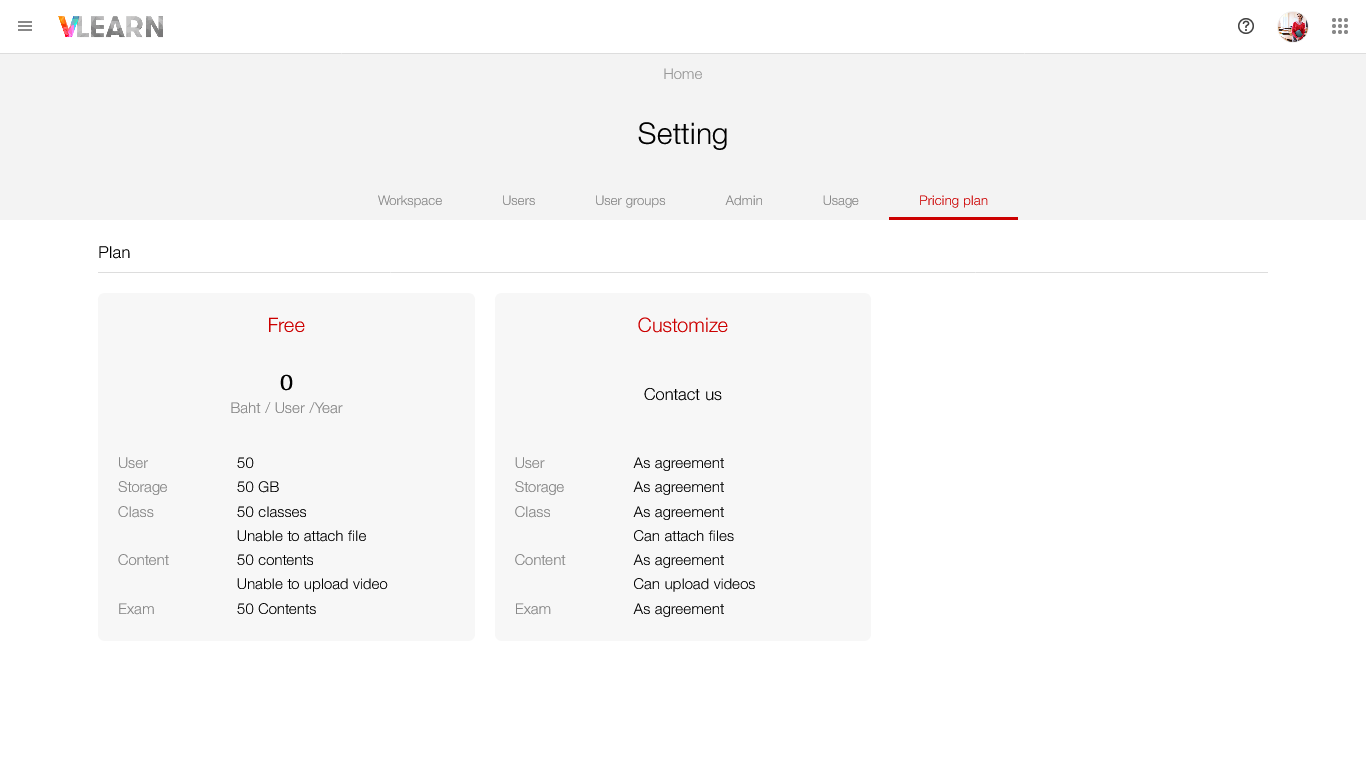 VLEARN
Home
Setting
Workspace Users User groups Admin Usage Pricing plan
Plan
Free
0
Baht / User /Year
User 50
Storage 50 GB
Class 50 classes
Unable to attach file
Content 50 contents
Unable to upload video
Exam 50 Contents
Customize
Contact us
User As agreement
Storage As agreement
Class As agreement
Can attach files
Content As agreement
Can upload videos
Exam As agreement